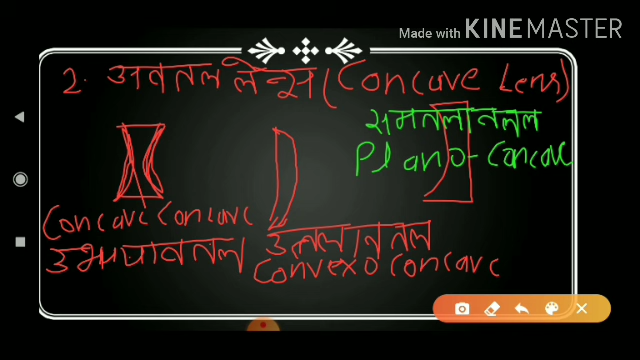 Made with KINEMASTER
2. अवतल लेन्स (Concave Lens)
समतलावतल
Plano-Concave
Concave Concave
उभयावतल
उत्तलावतल
Convexo Concave